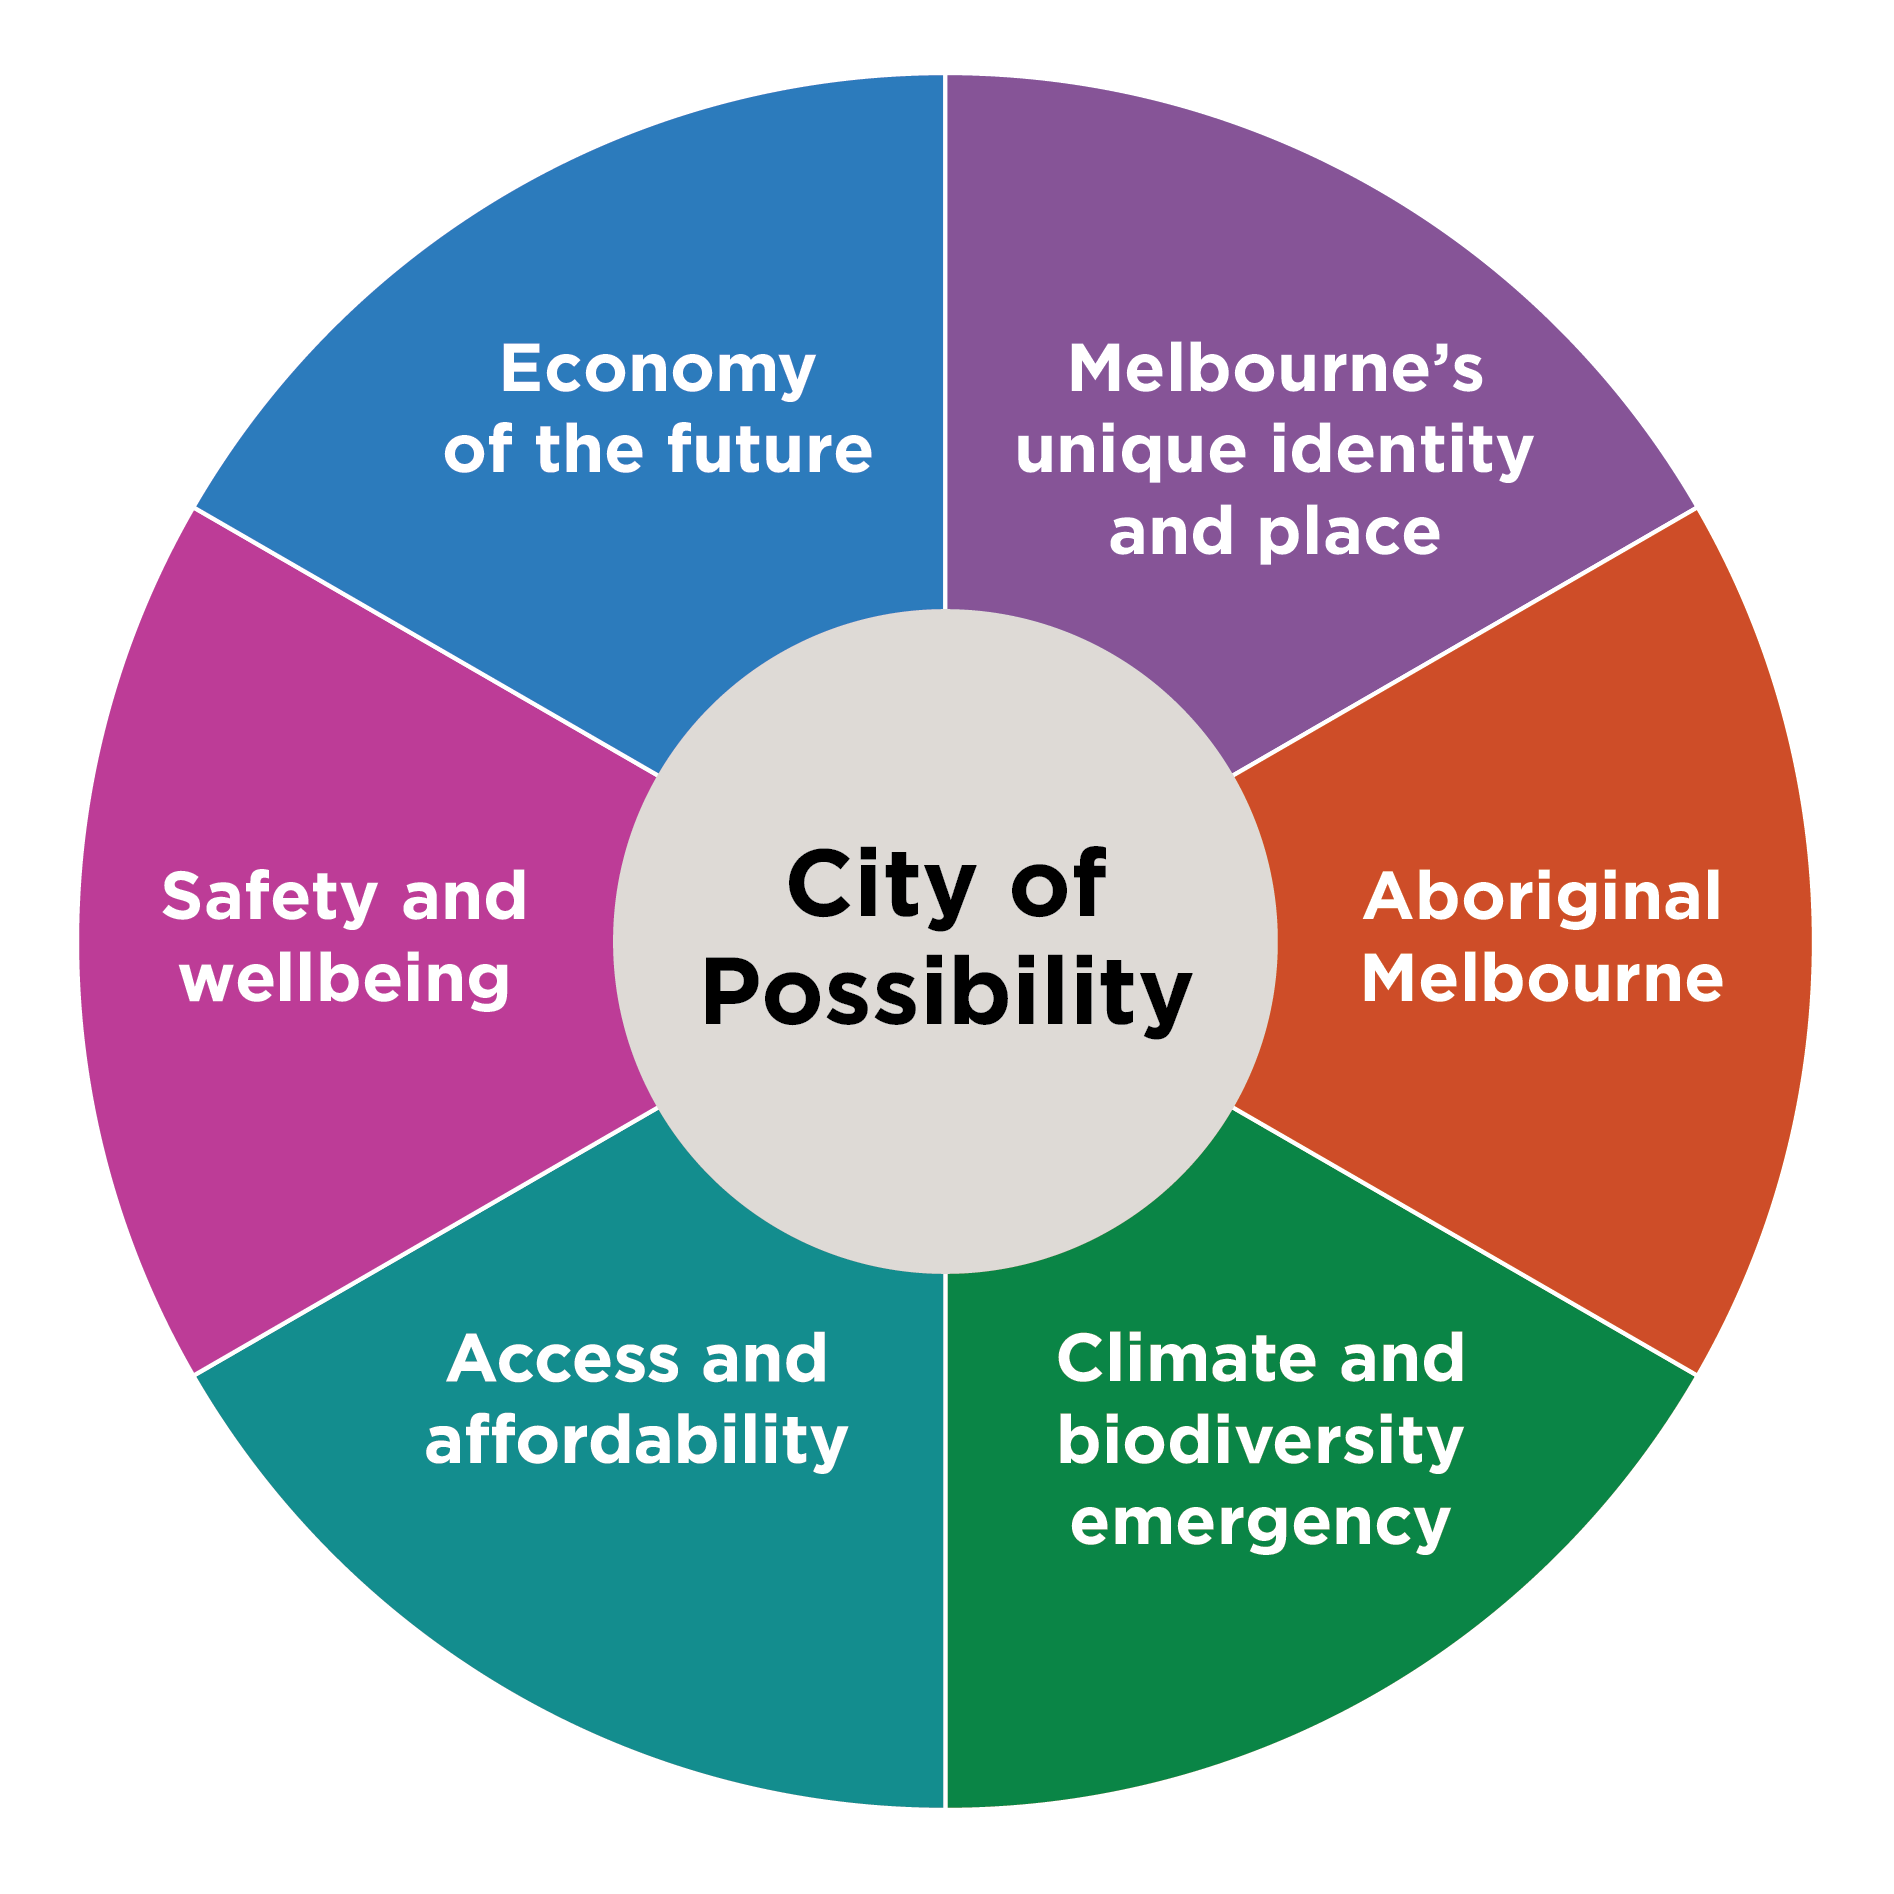 Economy
of the future
Melbourne’s
unique identity
and place
Safety and
wellbeing
City of
Possibility
Aboriginal
Melbourne
Access and
affordability
Climate and
biodiversity
emergency